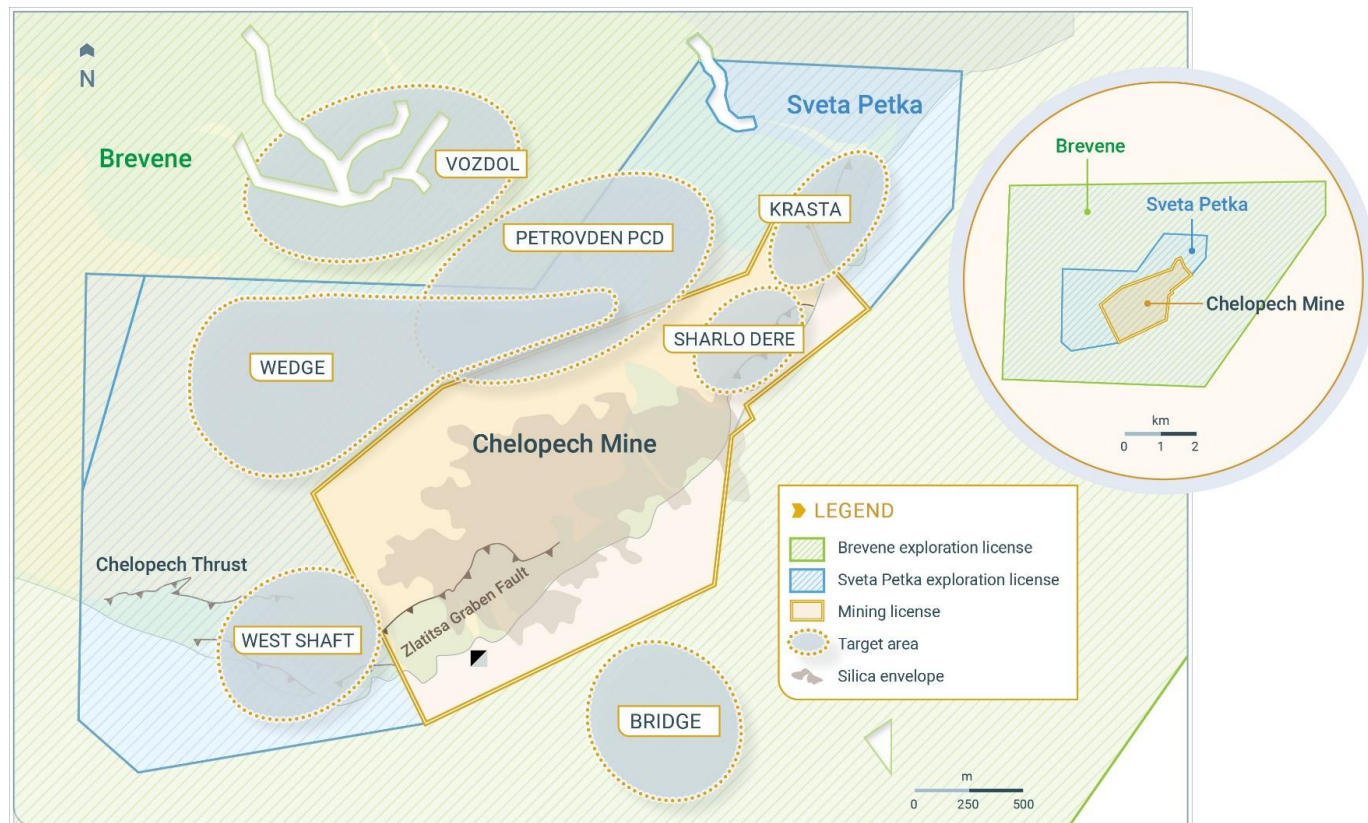 N
Brevene
Sveta Petka
VOZDOL
KRASTA
PETROVDEN PCD
SHARLO DERE
WEDGE
Chelopech Mine
Chelopech Thrust
Zlatitsa Graben Fault
WEST SHAFT
BRIDGE
Brevene
Sveta Petka
Chelopech Mine
km
0 1 2
LEGEND
Brevene exploration license
Sveta Petka exploration license
Mining license
Target area
Silica envelope
m
0 250 500